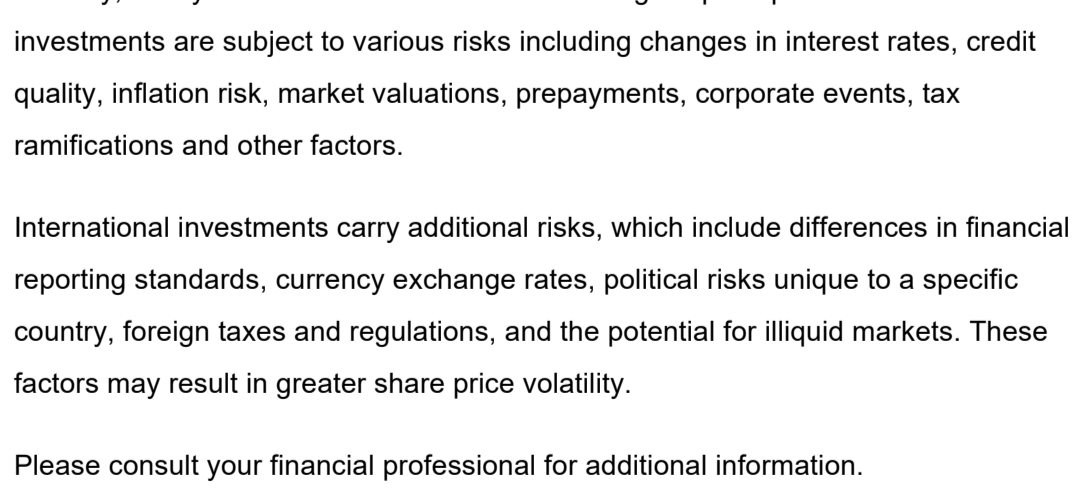 investments are subject to various risks including changes in interest rates, credit
quality, inflation risk, market valuations, prepayments, corporate events, tax
ramifications and other factors.
International investments carry additional risks, which include differences in financial
reporting standards, currency exchange rates, political risks unique to a specific
country, foreign taxes and regulations, and the potential for illiquid markets. These
factors may result in greater share price volatility.
Please consult your financial professional for additional information.